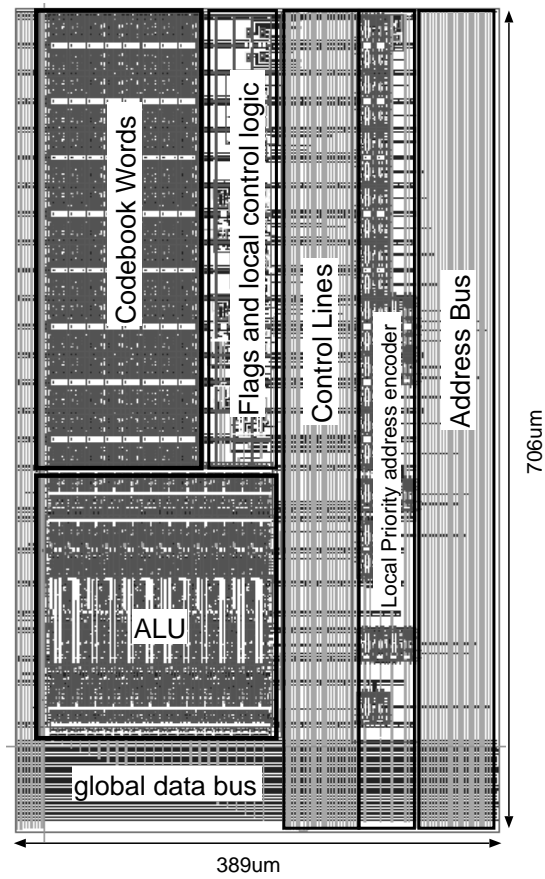 Codebook Words
Flags and local control logic
Control Lines
Local Priority address encoder
Address Bus
706um
ALU
global data bus
389um